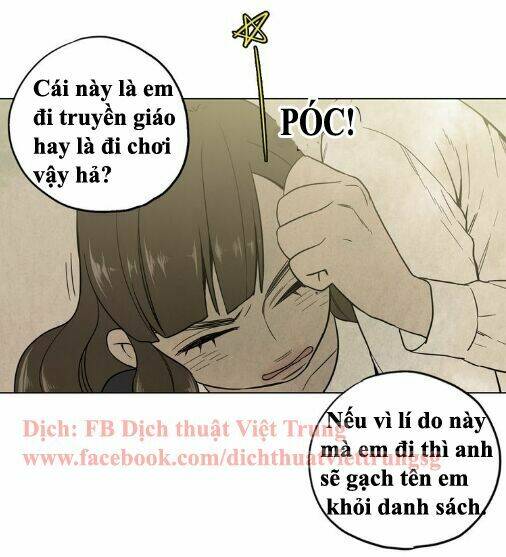 Cái này là em
đi truyền giáo
hay là đi chơi
vậy hả?
PÓC!
Dịch: FB Dịch thuật Việt Trung
www.facebook.com/dichthuatviettrungsg
Nếu vì lí do này
mà em đi thì anh
sẽ gạch tên em
khỏi danh sách.